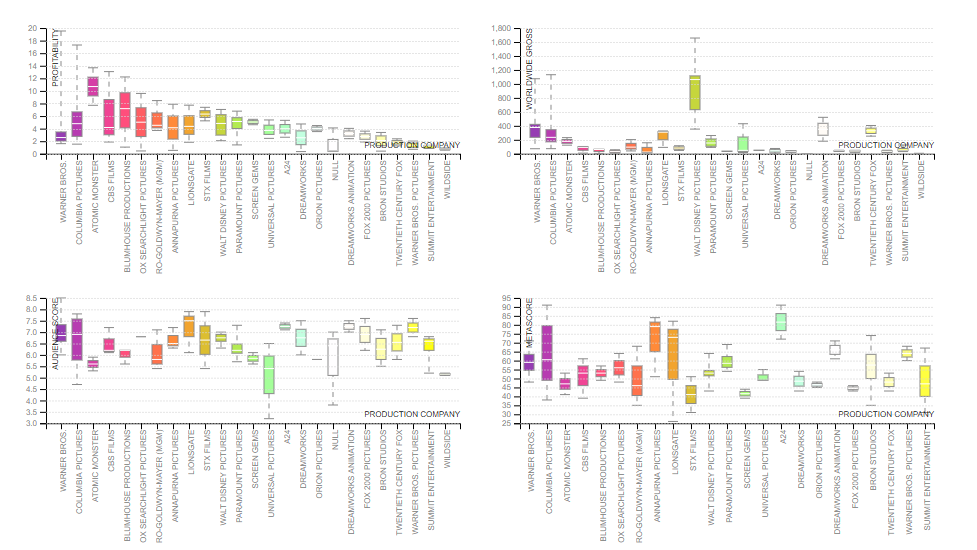 PROFITABILITY
20
18
16
14
12
10
8
6
4
2
0
PRODUCTION COMPANY
WARNER BROS.
COLUMBIA PICTURES
ATOMIC MONSTER
CBS FILMS
BLUMHOUSE PRODUCTIONS
OX SEARCHLIGHT PICTURES
RO-GOLDWYN-MAYER (MGM)
ANNAPURNA PICTURES
LIONSGATE
STX FILMS
WALT DISNEY PICTURES
PARAMOUNT PICTURES
SCREEN GEMS
UNIVERSAL PICTURES
A24
DREAMWORKS
ORION PICTURES
NULL
DREAMWORKS ANIMATION
FOX 2000 PICTURES
BRON STUDIOS
TWENTIETH CENTURY FOX
WARNER BROS. PICTURES
SUMMIT ENTERTAINMENT
WILDSIDE
WORLDWIDE GROSS
1,800
1,600
1,400
1,200
1,000
800
600
400
200
0
PRODUCTION COMPANY
WARNER BROS.
COLUMBIA PICTURES
ATOMIC MONSTER
CBS FILMS
BLUMHOUSE PRODUCTIONS
OX SEARCHLIGHT PICTURES
RO-GOLDWYN-MAYER (MGM)
ANNAPURNA PICTURES
LIONSGATE
STX FILMS
WALT DISNEY PICTURES
PARAMOUNT PICTURES
SCREEN GEMS
UNIVERSAL PICTURES
A24
DREAMWORKS
ORION PICTURES
NULL
DREAMWORKS ANIMATION
FOX 2000 PICTURES
BRON STUDIOS
TWENTIETH CENTURY FOX
WARNER BROS. PICTURES
SUMMIT ENTERTAINMENT
WILDSIDE
AUDIENCE SCORE
8.5
8.0
7.5
7.0
6.5
6.0
5.5
5.0
4.5
4.0
3.5
3.0
PRODUCTION COMPANY
WARNER BROS.
COLUMBIA PICTURES
ATOMIC MONSTER
CBS FILMS
BLUMHOUSE PRODUCTIONS
OX SEARCHLIGHT PICTURES
RO-GOLDWYN-MAYER (MGM)
ANNAPURNA PICTURES
LIONSGATE
STX FILMS
WALT DISNEY PICTURES
PARAMOUNT PICTURES
SCREEN GEMS
UNIVERSAL PICTURES
A24
DREAMWORKS
ORION PICTURES
NULL
DREAMWORKS ANIMATION
FOX 2000 PICTURES
BRON STUDIOS
TWENTIETH CENTURY FOX
WARNER BROS. PICTURES
SUMMIT ENTERTAINMENT
WILDSIDE
METASCORE
95
90
85
80
75
70
65
60
55
50
45
40
35
30
25
PRODUCTION COMPANY
WARNER BROS.
COLUMBIA PICTURES
ATOMIC MONSTER
CBS FILMS
BLUMHOUSE PRODUCTIONS
OX SEARCHLIGHT PICTURES
RO-GOLDWYN-MAYER (MGM)
ANNAPURNA PICTURES
LIONSGATE
STX FILMS
WALT DISNEY PICTURES
PARAMOUNT PICTURES
SCREEN GEMS
UNIVERSAL PICTURES
A24
DREAMWORKS
ORION PICTURES
DREAMWORKS ANIMATION
FOX 2000 PICTURES
BRON STUDIOS
TWENTIETH CENTURY FOX
WARNER BROS. PICTURES
SUMMIT ENTERTAINMENT